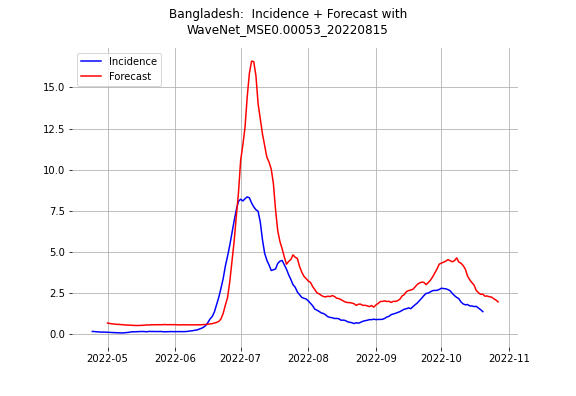 Bangladesh:  Incidence + Forecast with
WaveNet_MSE0.00053_20220815
Incidence
Forecast
15.0
12.5
10.0
7.5
5.0
2.5
0.0
2022-05 2022-06 2022-07 2022-08 2022-09 2022-10 2022-11